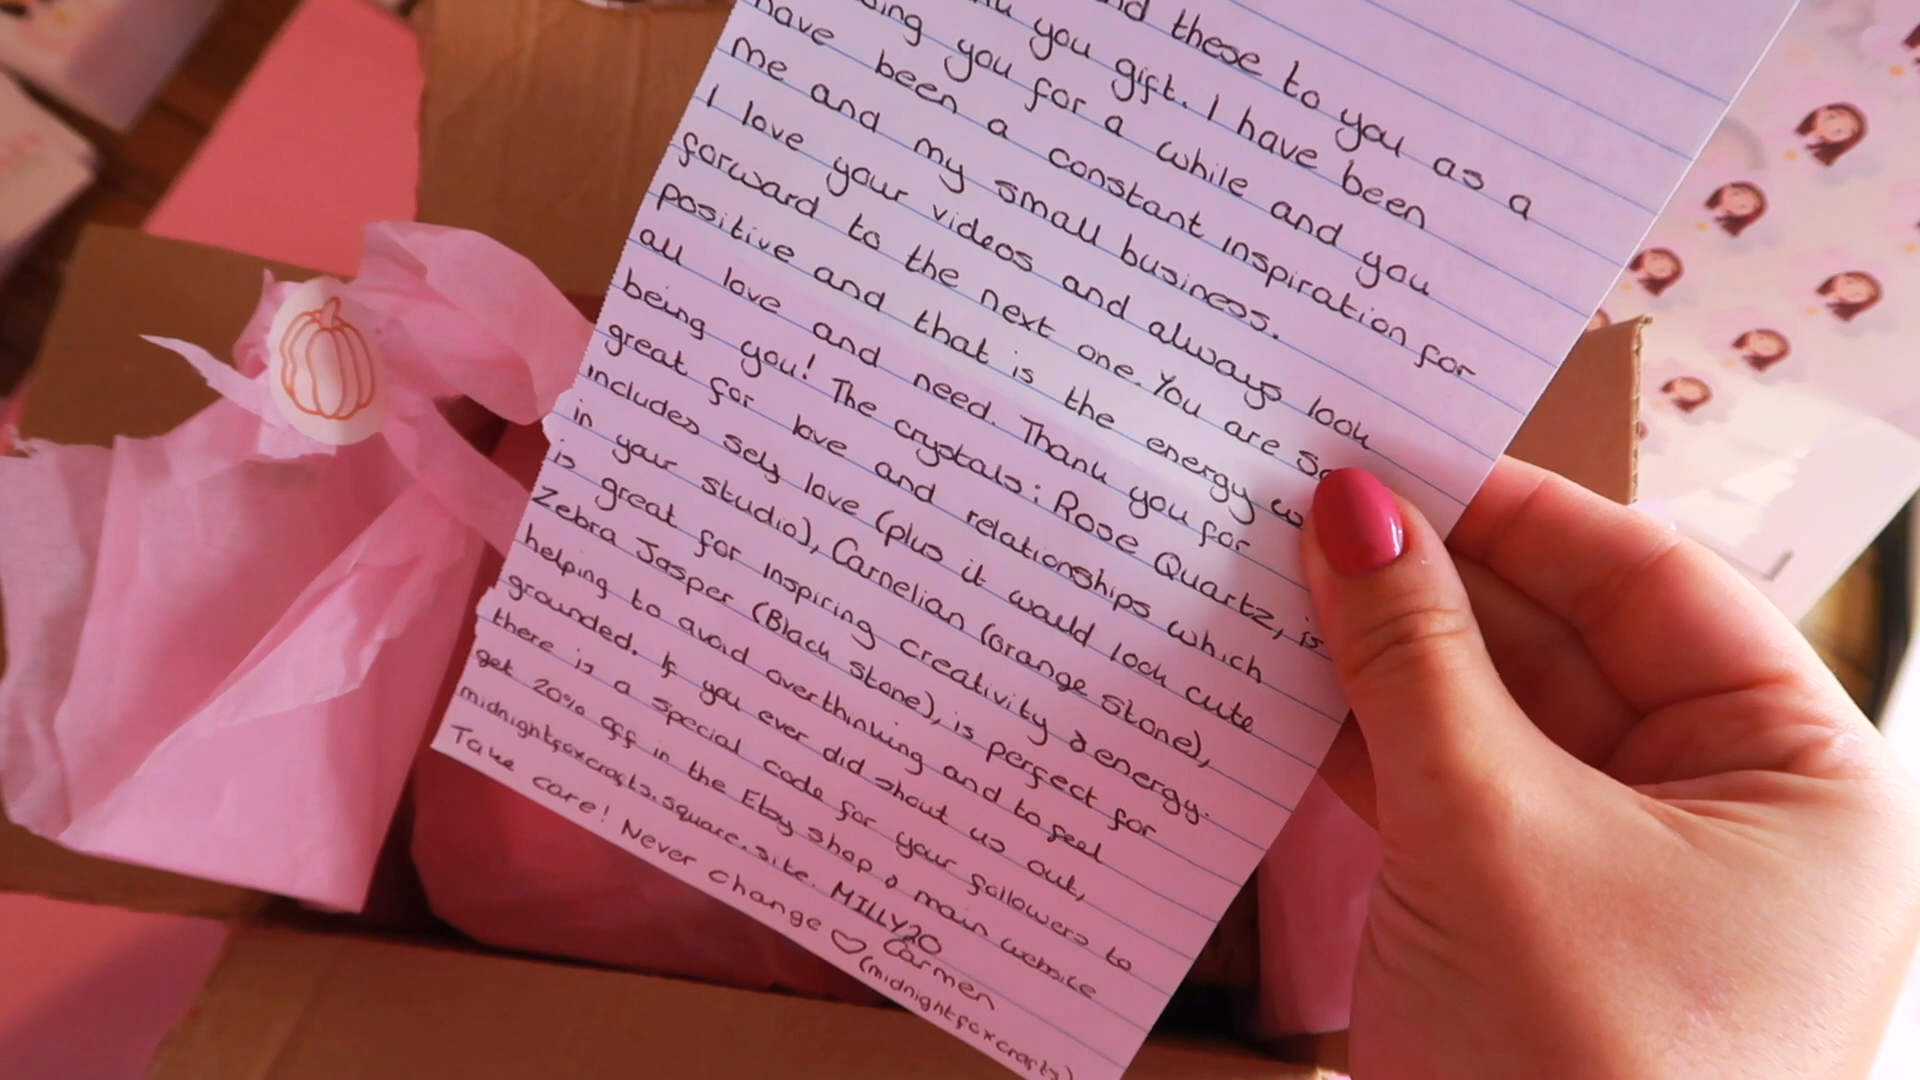 these to you as a
you gift. I have been
you for a while and you
have been a constant inspiration for
me and my small business.
I love your videos and always look
forward to the next one. You are so
positive and that is the energy
all love and need. Thank you for
being you! The crystals: Rose Quartz, is
great for love and relationships which
includes self love (plus it would look cute
in your studio), Carnelian (orange stone),
is great for inspiring creativity & energy.
Zebra Jasper (Black stone), is perfect for
helping to avoid overthinking and to feel
grounded. If you ever did shout us out,
there is a special code for your followers to
get 20% off in the Etsy shop & main website
midnightfoxcrafts.square.site. MILLY20
Take care! Never change ♡ Carmen
(midnightfoxcrafts)